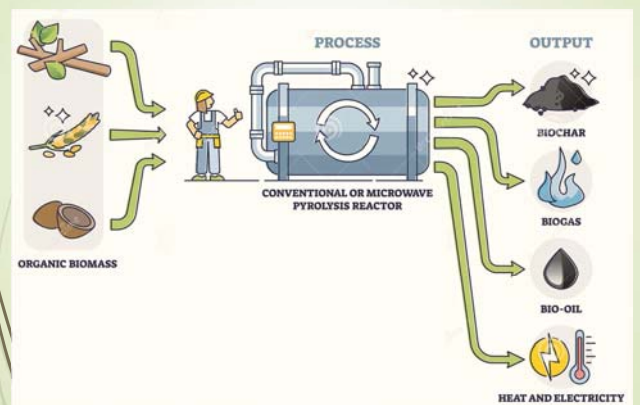 PROCESS
OUTPUT
BIOCHAR
CONVENTIONAL OR MICROWAVE
PYROLYSIS REACTOR
BIOGAS
ORGANIC BIOMASS
BIO-OIL
HEAT AND ELECTRICITY